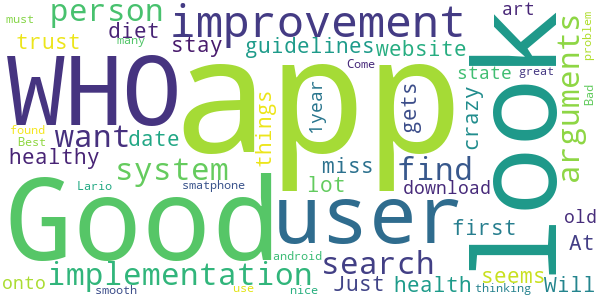 must
many
person
diet
trust
stay
improvement
guidelines
website
art
look
arguments
problem
state
great
Bad
Come
WHO
app
1year
gets
crazy
things
want
date
found
Best
healthy
system
miss
find
Lario
smatphone
lot
download
old
Good
user
first
At
android
search
seems
onto
implementation
Just
health
Will
smooth
use
nice
thinking